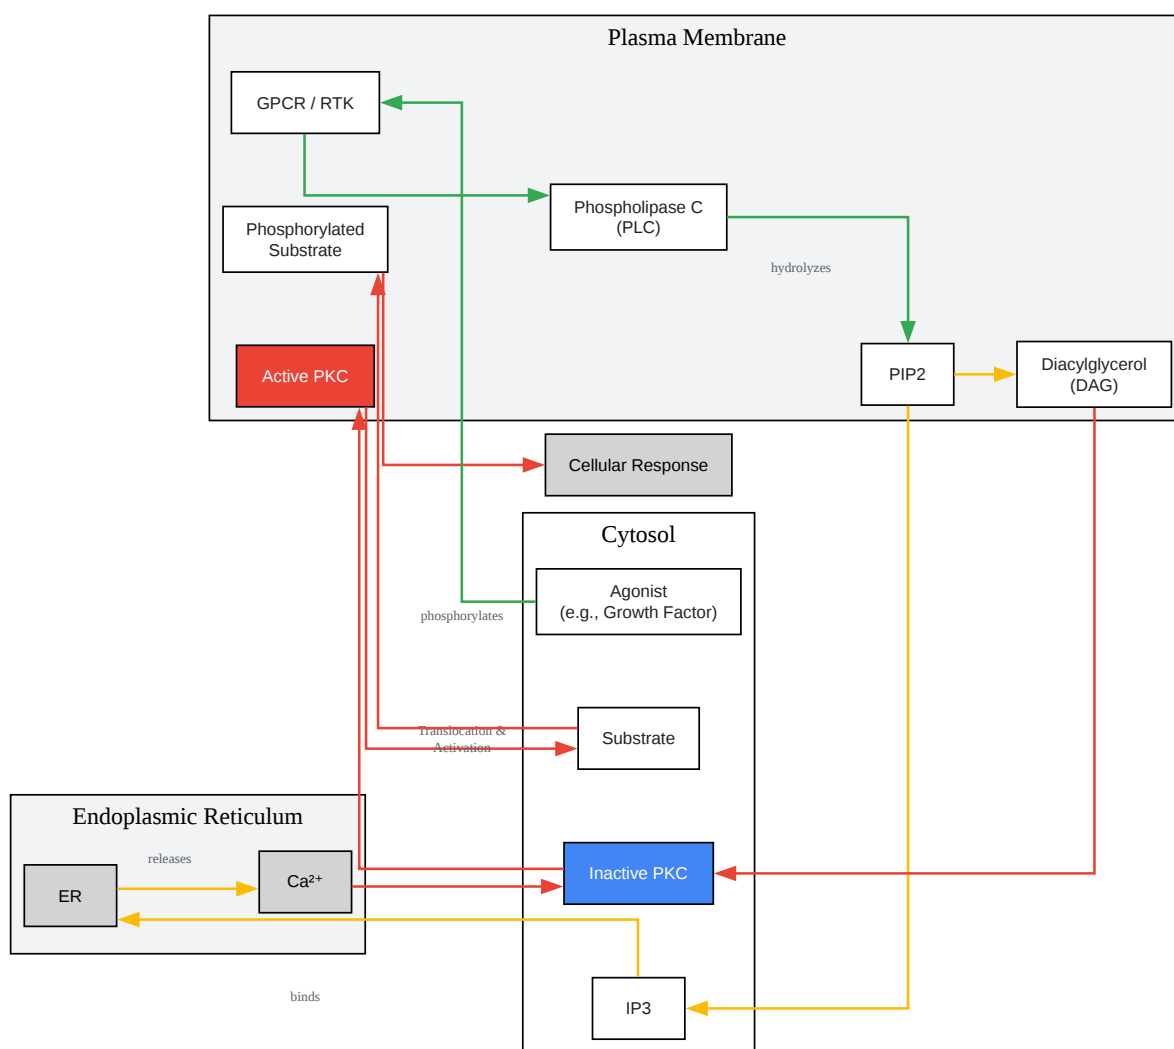 Plasma Membrane
GPCR / RTK
Phospholipase C
(PLC)
Phosphorylated
Substrate
hydrolyzes
Active PKC
PIP2
Diacylglycerol
(DAG)
Cellular Response
Cytosol
Agonist
(e.g., Growth Factor)
phosphorylates
Translocation &
Activation
Substrate
Endoplasmic Reticulum
releases
ER
Ca²⁺
Inactive PKC
binds
IP3